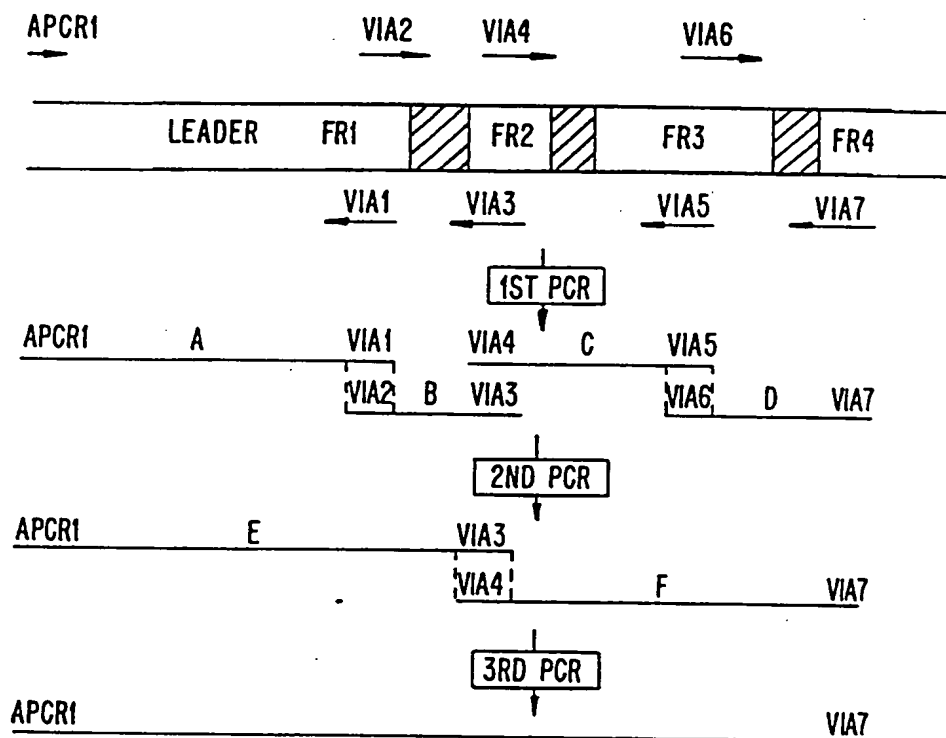 APCR1 VIA2 VIA4 VIA6
LEADER FR1 FR2 FR3 FR4
VIA1 VIA3 VIA5 VIA7
1ST PCR
APCR1 A VIA1 VIA4 C VIA5
VIA2 B VIA3 VIA6 D VIA7
2ND PCR
APCR1 E VIA3
VIA4 F VIA7
3RD PCR
APCR1 VIA7